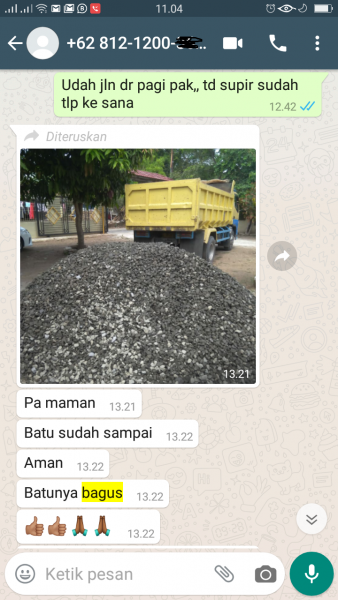 11.04
+62 812-1200-
Udah jln dr pagi pak,, td supir sudah
tlp ke sana
12.42
Diteruskan
13.21
Pa maman 13.21
Batu sudah sampai 13.22
Aman 13.22
Batunya bagus 13.22
13.22
Ketik pesan